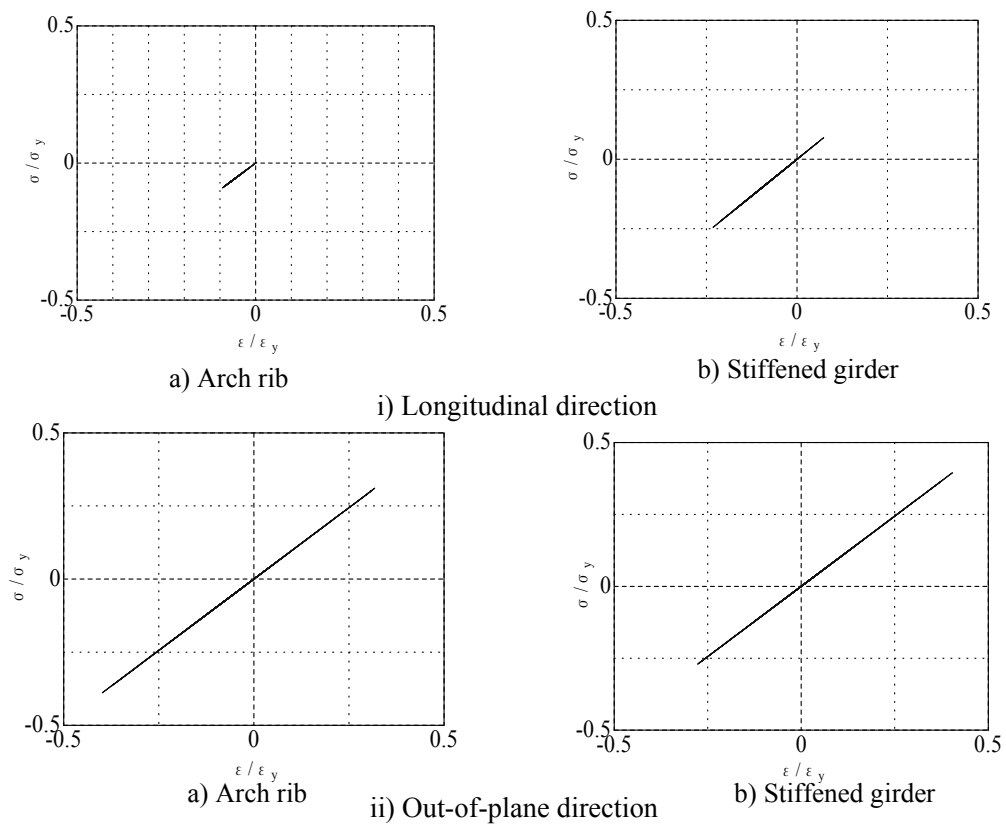 0.5
σ/σ y
0
-0.5
-0.5 0 0.5
ε/ε y
a) Arch rib
0.5
σ/σ y
0
-0.5
-0.5 0 0.5
ε/ε y
b) Stiffened girder
i) Longitudinal direction
0.5
σ/σ y
0
-0.5
-0.5 0 0.5
ε/ε y
a) Arch rib
0.5
σ/σ y
0
-0.5
-0.5 0 0.5
ε/ε y
b) Stiffened girder
ii) Out-of-plane direction